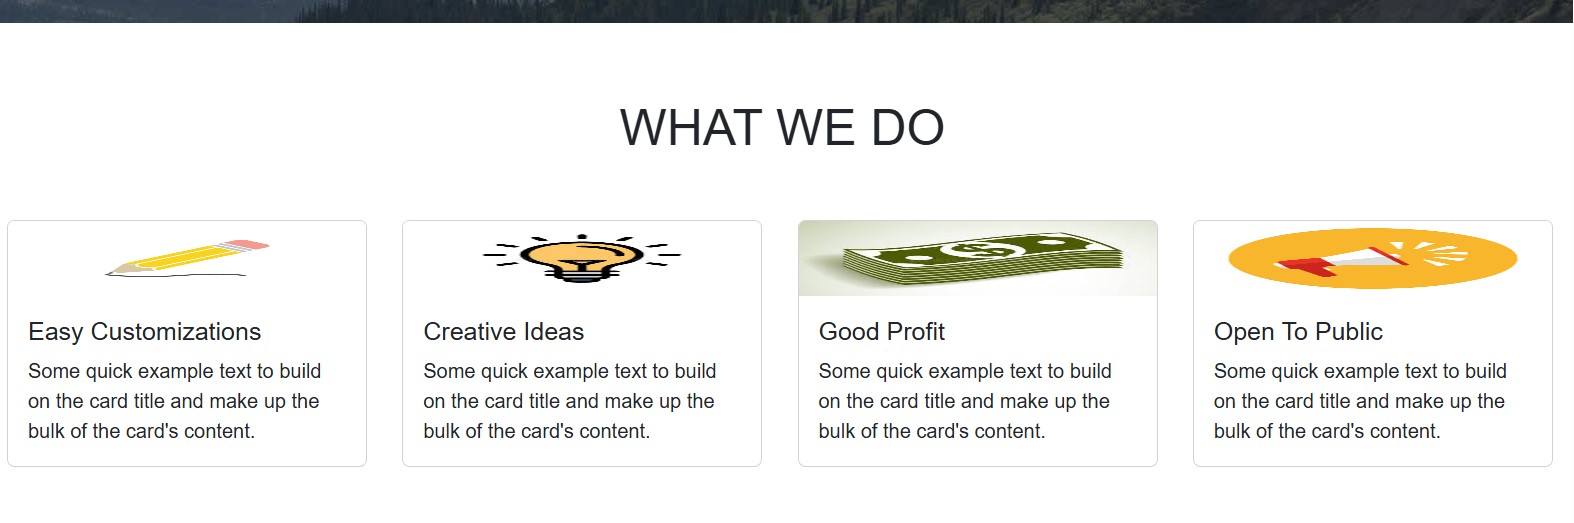 WHAT WE DO
Easy Customizations
Some quick example text to build
on the card title and make up the
bulk of the card's content.
Creative Ideas
Some quick example text to build
on the card title and make up the
bulk of the card's content.
$
Good Profit
Some quick example text to build
on the card title and make up the
bulk of the card's content.
Open To Public
Some quick example text to build
on the card title and make up the
bulk of the card's content.